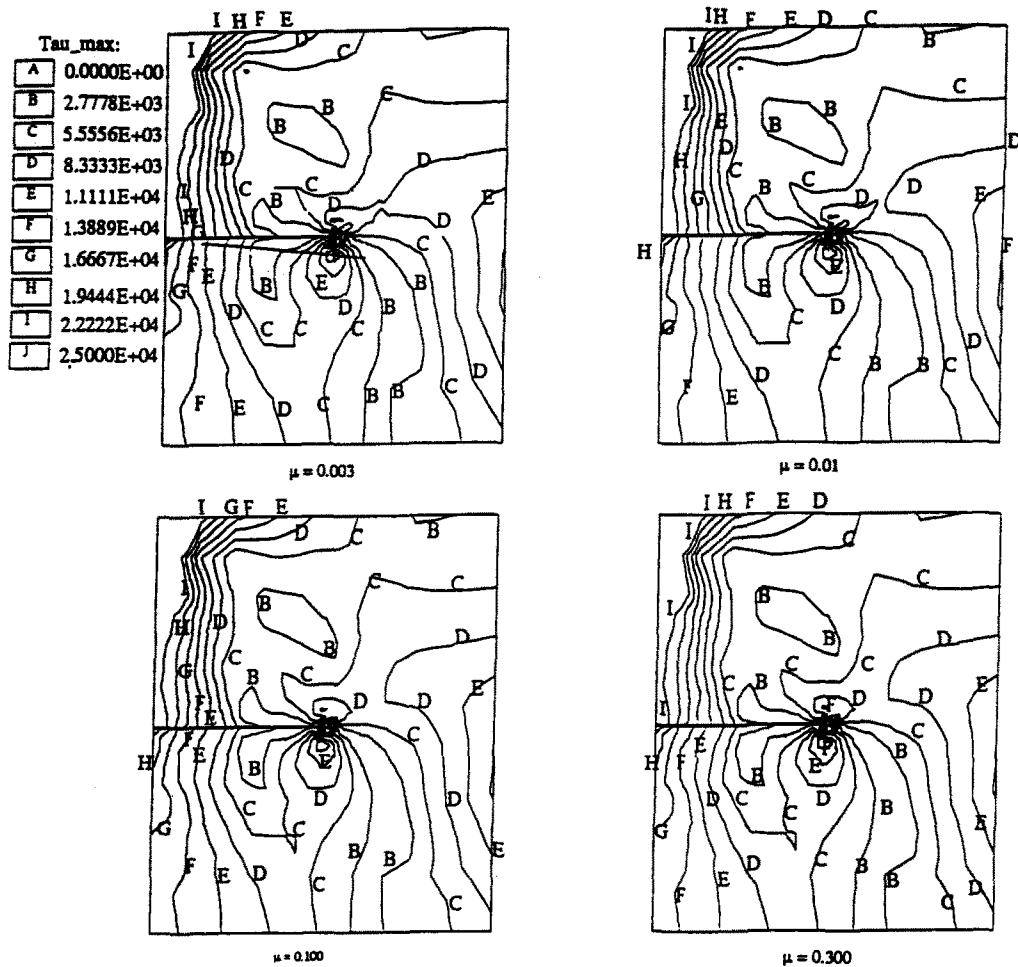 I H F E
Tau_max:
A 0.0000E+00
B 2.7778E+03
C 5.5556E+03
D 8.3333E+03
E 1.1111E+04
F 1.3889E+04
G 1.6667E+04
H 1.9444E+04
I 2.2222E+04
J 2.5000E+04
I D C
C
B B
D
D
E
I C C
B D
H D
G C
F E
G E B B
D D
C C C B
D
F E D C B B C
μ = 0.003
IH F E D C
I B
C
I B
E B D
H D
C D
G B C D
E
H F
E
E D B
G C C D
B B
F E D
μ = 0.01
I G F E
D C B
I C C
B
H D B D
C
G B C E
F D D
E
F E C
H B E
D
G C C
B B E
F E D C
C
μ = 0.100
I H F E D
I C
C
I B
B D
C C E
I C B F D
E C
H F B
B E
D C D B
G C D
C
F E D B B D
μ = 0.300